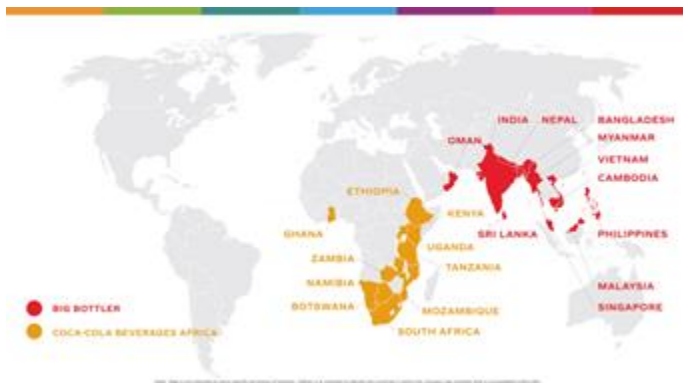 INDIA NEPAL BANGLADESH
OMAN MYANMAR
VIETNAM
CAMBODIA
ETHIOPIA
KENYA
GHANA SRI LANKA PHILIPPINES
UGANDA
ZAMBIA
TANZANIA
NAMIBIA
MALAYSIA
BOTSWANA
MOZAMBIQUE
SINGAPORE
SOUTH AFRICA
BIG BOTTLER
COCA-COLA BEVERAGES AFRICA